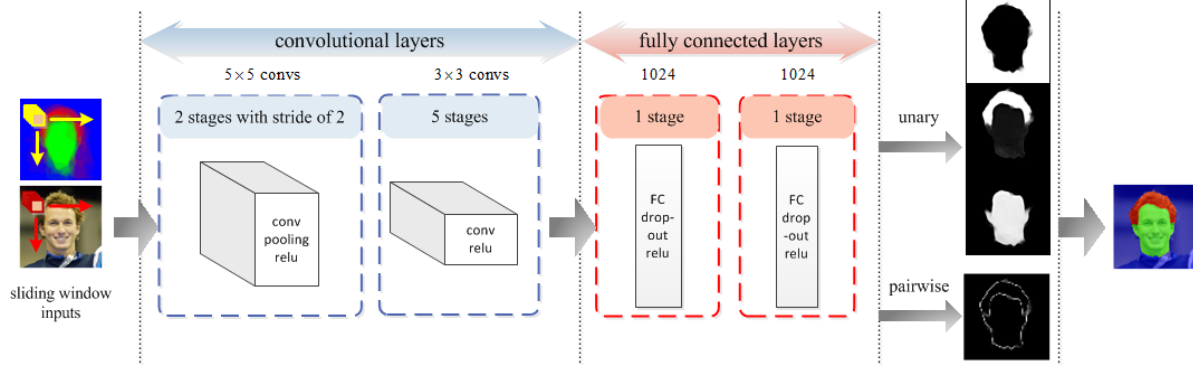 convolutional layers
fully connected layers
5×5 convs
3×3 convs
1024
1024
2 stages with stride of 2
5 stages
1 stage
1 stage
unary
conv
pooling
relu
conv
relu
FC
drop-
out
relu
FC
drop
-out
relu
sliding window
inputs
pairwise